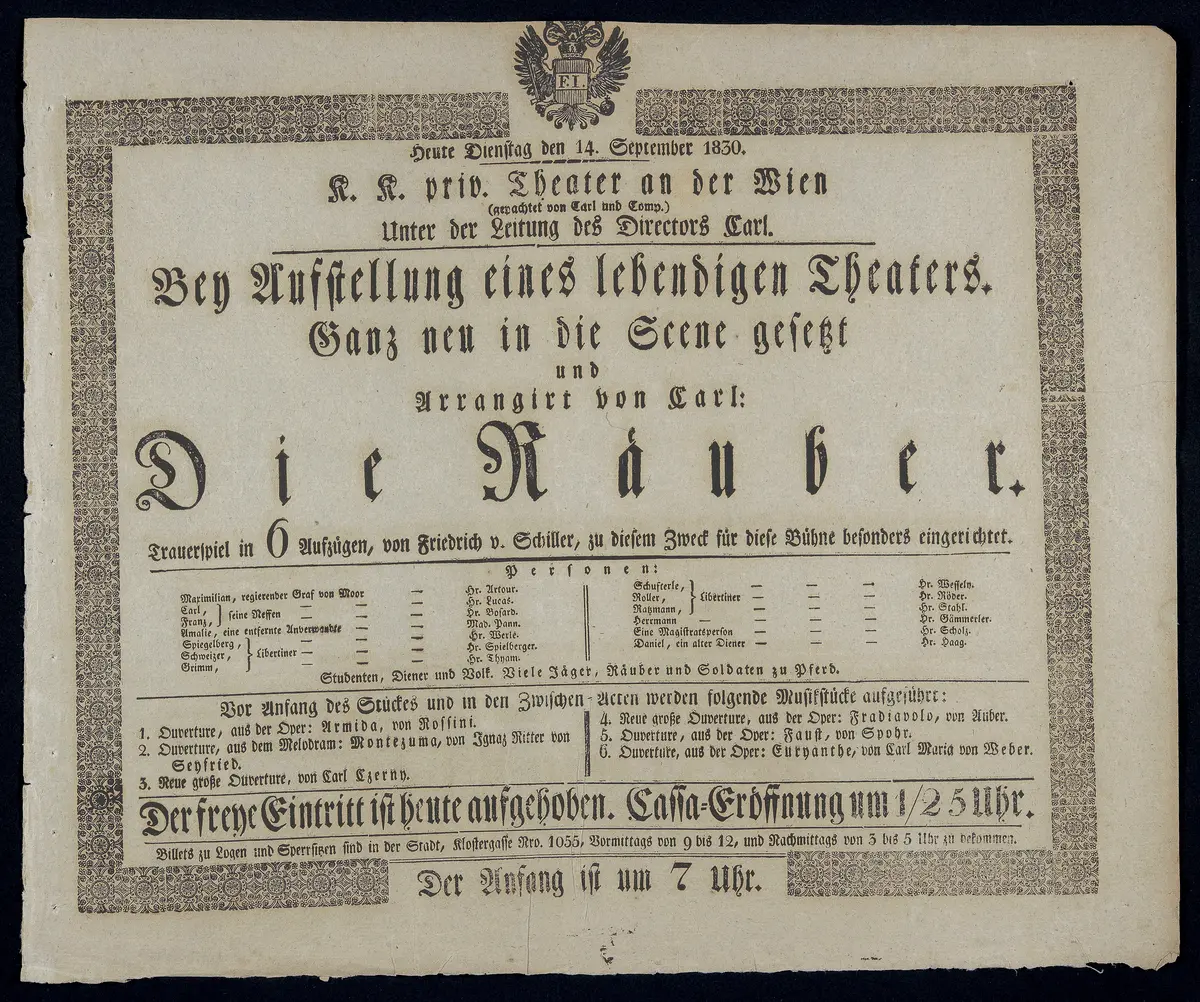 F.I.
Heute Dienstag den 14. September 1830.
K. K. priv. Theater an der Wien
(gepachtet von Carl und Comp.)
Unter der Leitung des Directors Carl.
Bey Aufstellung eines lebendigen Theaters.
Ganz neu in die Scene gesetzt
und
Arrangirt von Carl:
Die Räuber.
Trauerspiel in 6 Aufzügen, von Friedrich v. Schiller, zu diesem Zweck für diese Bühne besonders eingerichtet.
Personen:
Maximilian, regierender Graf von Moor — Hr. Artour.
Carl, } seine Neffen — — — Hr. Lucas.
Franz, — — — Hr. Bosard.
Amalie, eine entfernte Anverwandte — — Mad. Pann.
Spiegelberg, — — — Hr. Werlé.
Schweizer, } Libertiner — — — Hr. Spielberger.
Grimm, — — — Hr. Thyam.
Schufterle, — — — Hr. Wessely.
Roller, } Libertiner — — — Hr. Röder.
Razmann, — — — Hr. Stahl.
Herrmann — — — — Hr. Gämmerler.
Eine Magistratsperson — — — Hr. Scholz.
Daniel, ein alter Diener — — — Hr. Haag.
Studenten, Diener und Volk. Viele Jäger, Räuber und Soldaten zu Pferd.
Vor Anfang des Stückes und in den Zwischen-Acten werden folgende Musikstücke aufgeführt:
1. Ouverture, aus der Oper: Armida, von Rossini.
2. Ouverture, aus dem Melodram: Montezuma, von Ignaz Ritter von
Seyfried.
3. Neue große Ouverture, von Carl Czerny.
4. Neue große Ouverture, aus der Oper: Fradiavolo, von Auber.
5. Ouverture, aus der Oper: Faust, von Spohr.
6. Ouverture, aus der Oper: Euryanthe, von Carl Maria von Weber.
Der freye Eintritt ist heute aufgehoben. Cassa-Eröffnung um 1/2 5 Uhr.
Billets zu Logen und Sperrsitzen sind in der Stadt, Klostergasse Nro. 1055, Vormittags von 9 bis 12, und Nachmittags von 3 bis 5 Uhr zu bekommen.
Der Anfang ist um 7 Uhr.